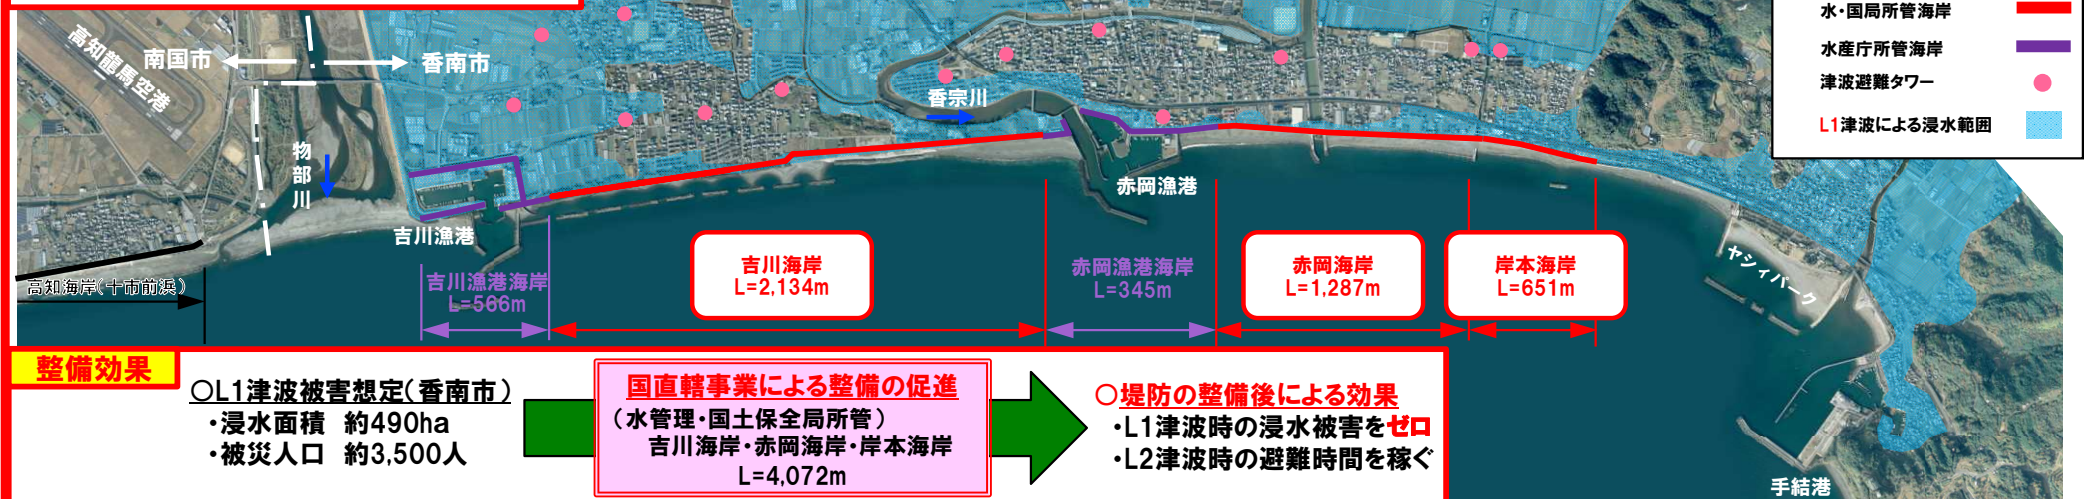 水・国局所管海岸
水産庁所管海岸
津波避難タワー
L1津波による浸水範囲
高知龍馬空港
南国市
香南市
物部川
香宗川
吉川漁港
赤岡漁港
高知海岸(十市前浜)
吉川漁港海岸
L=566m
吉川海岸
L=2,134m
赤岡漁港海岸
L=345m
赤岡海岸
L=1,287m
岸本海岸
L=651m
ヤシィパーク
手結港
整備効果
○L1津波被害想定(香南市)
・浸水面積 約490ha
・被災人口 約3,500人
国直轄事業による整備の促進
(水管理・国土保全局所管)
吉川海岸・赤岡海岸・岸本海岸
L=4,072m
○堤防の整備後による効果
・L1津波時の浸水被害をゼロ
・L2津波時の避難時間を稼ぐ